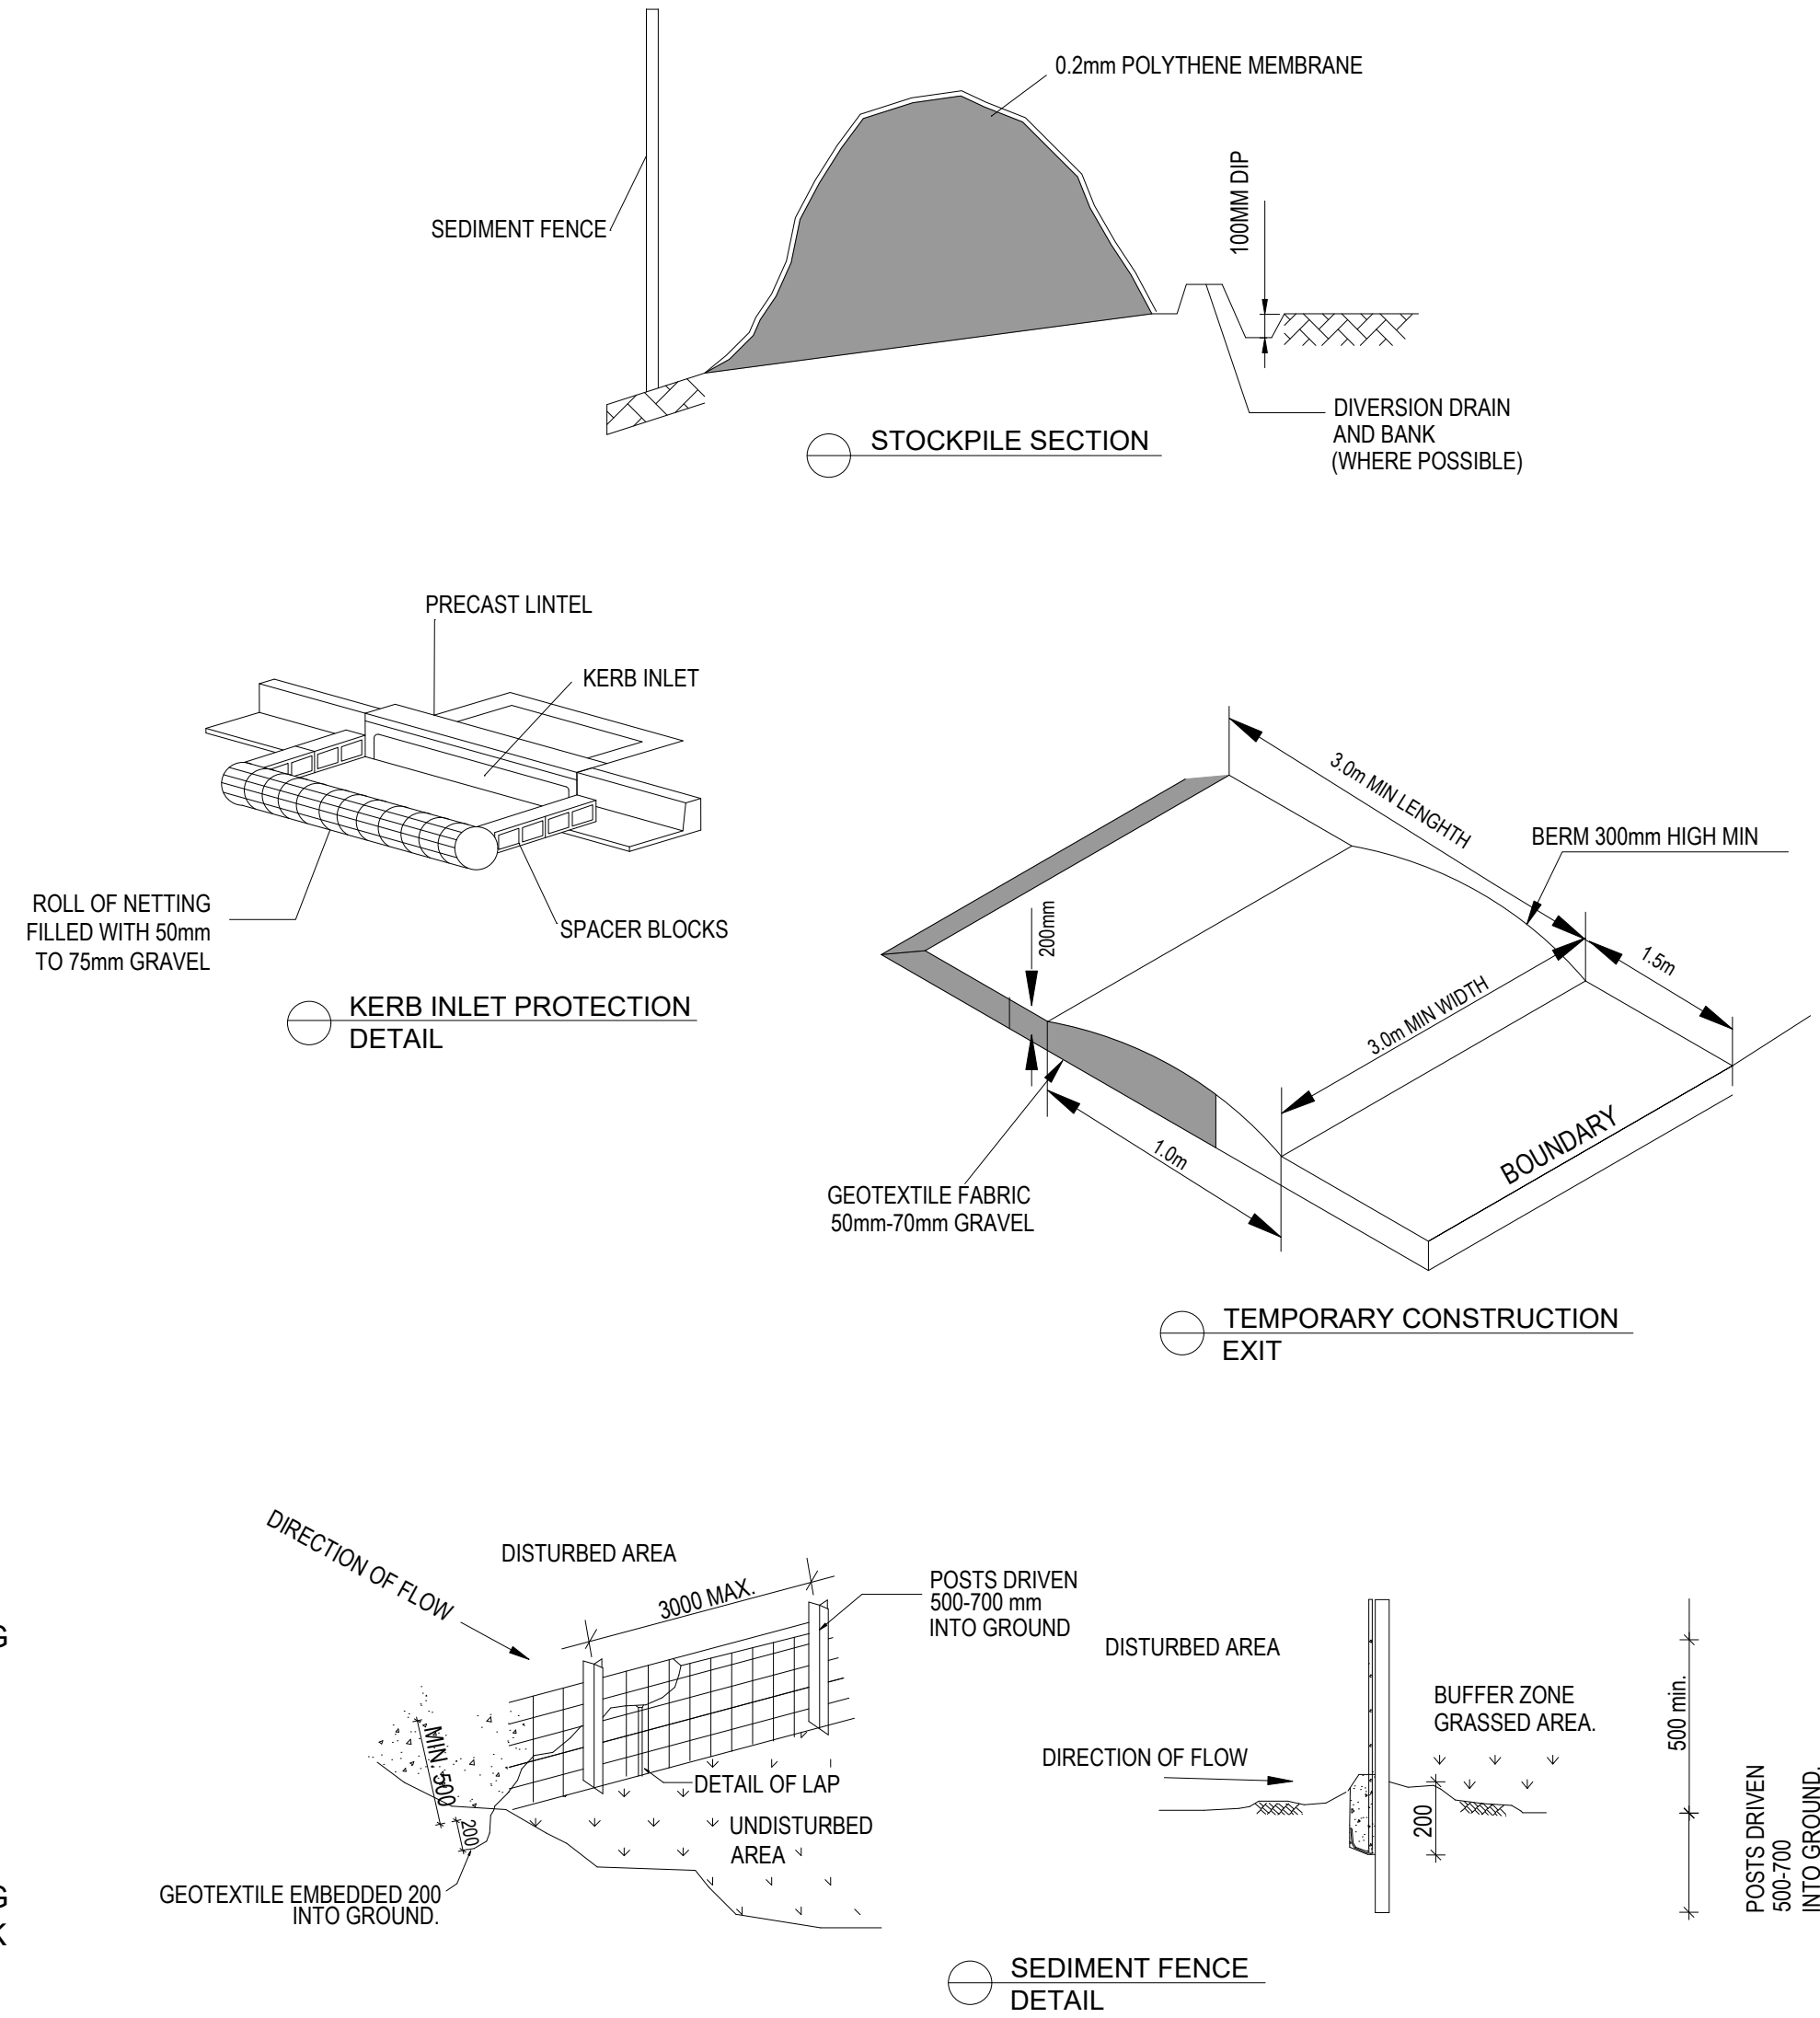 0.2mm POLYTHENE MEMBRANE
100MM DIP
SEDIMENT FENCE
DIVERSION DRAIN
AND BANK
(WHERE POSSIBLE)
STOCKPILE SECTION
PRECAST LINTEL
KERB INLET
ROLL OF NETTING
FILLED WITH 50mm
TO 75mm GRAVEL
SPACER BLOCKS
KERB INLET PROTECTION
DETAIL
3.0m MIN LENGHTH
BERM 300mm HIGH MIN
200mm
1.5m
3.0m MIN WIDTH
1.0m
BOUNDARY
GEOTEXTILE FABRIC
50mm-70mm GRAVEL
TEMPORARY CONSTRUCTION
EXIT
DIRECTION OF FLOW
DISTURBED AREA
3000 MAX.
POSTS DRIVEN
500-700 mm
INTO GROUND
MIN. 500
200
DETAIL OF LAP
UNDISTURBED
AREA
GEOTEXTILE EMBEDDED 200
INTO GROUND.
DISTURBED AREA
BUFFER ZONE
GRASSED AREA.
DIRECTION OF FLOW
200
500 min.
POSTS DRIVEN
500-700
INTO GROUND.
SEDIMENT FENCE
DETAIL